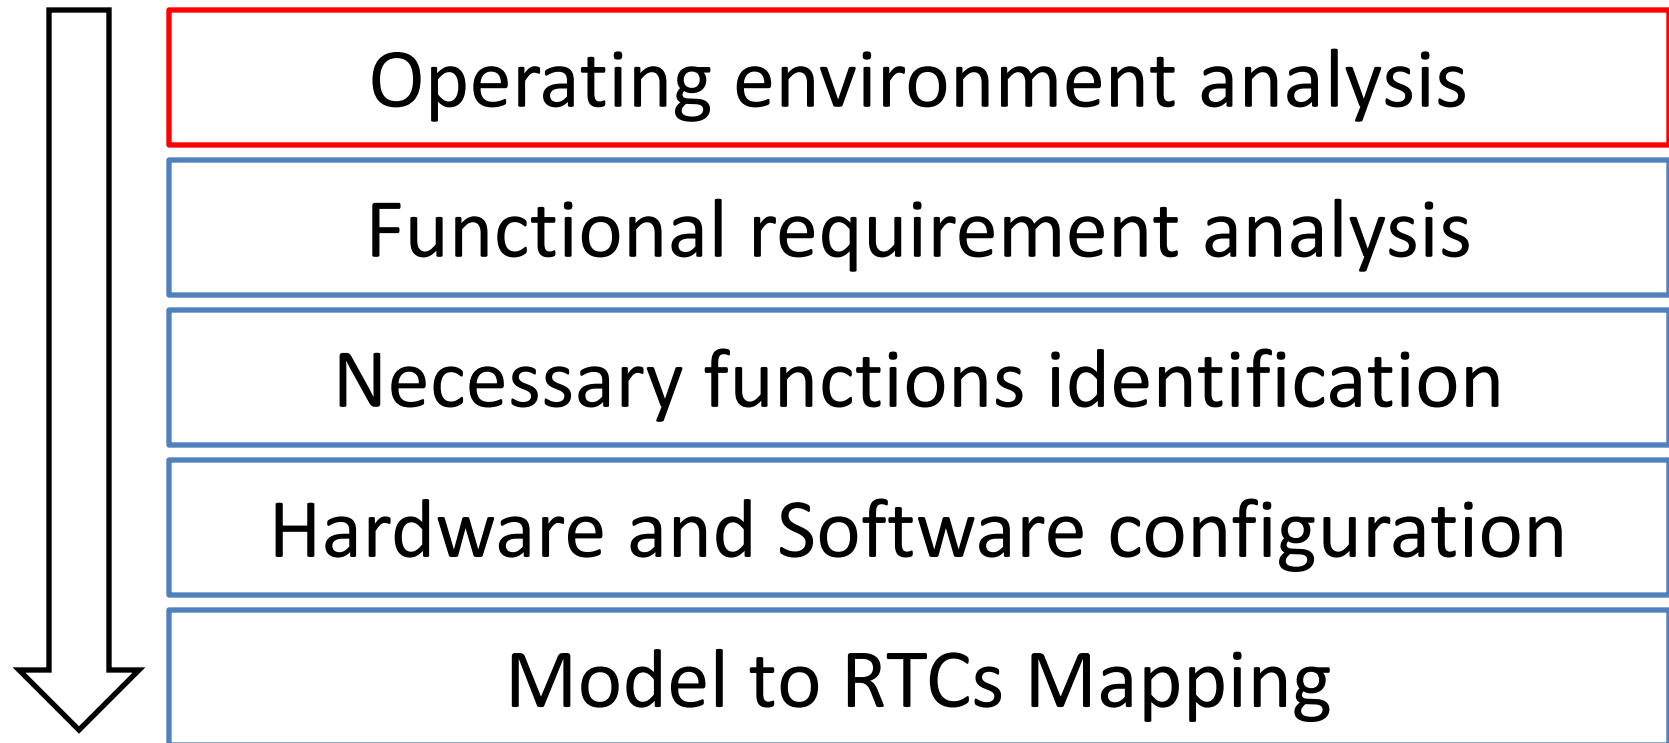 Operating environment analysis
Functional requirement analysis
Necessary functions identification
Hardware and Software configuration
Model to RTCs Mapping